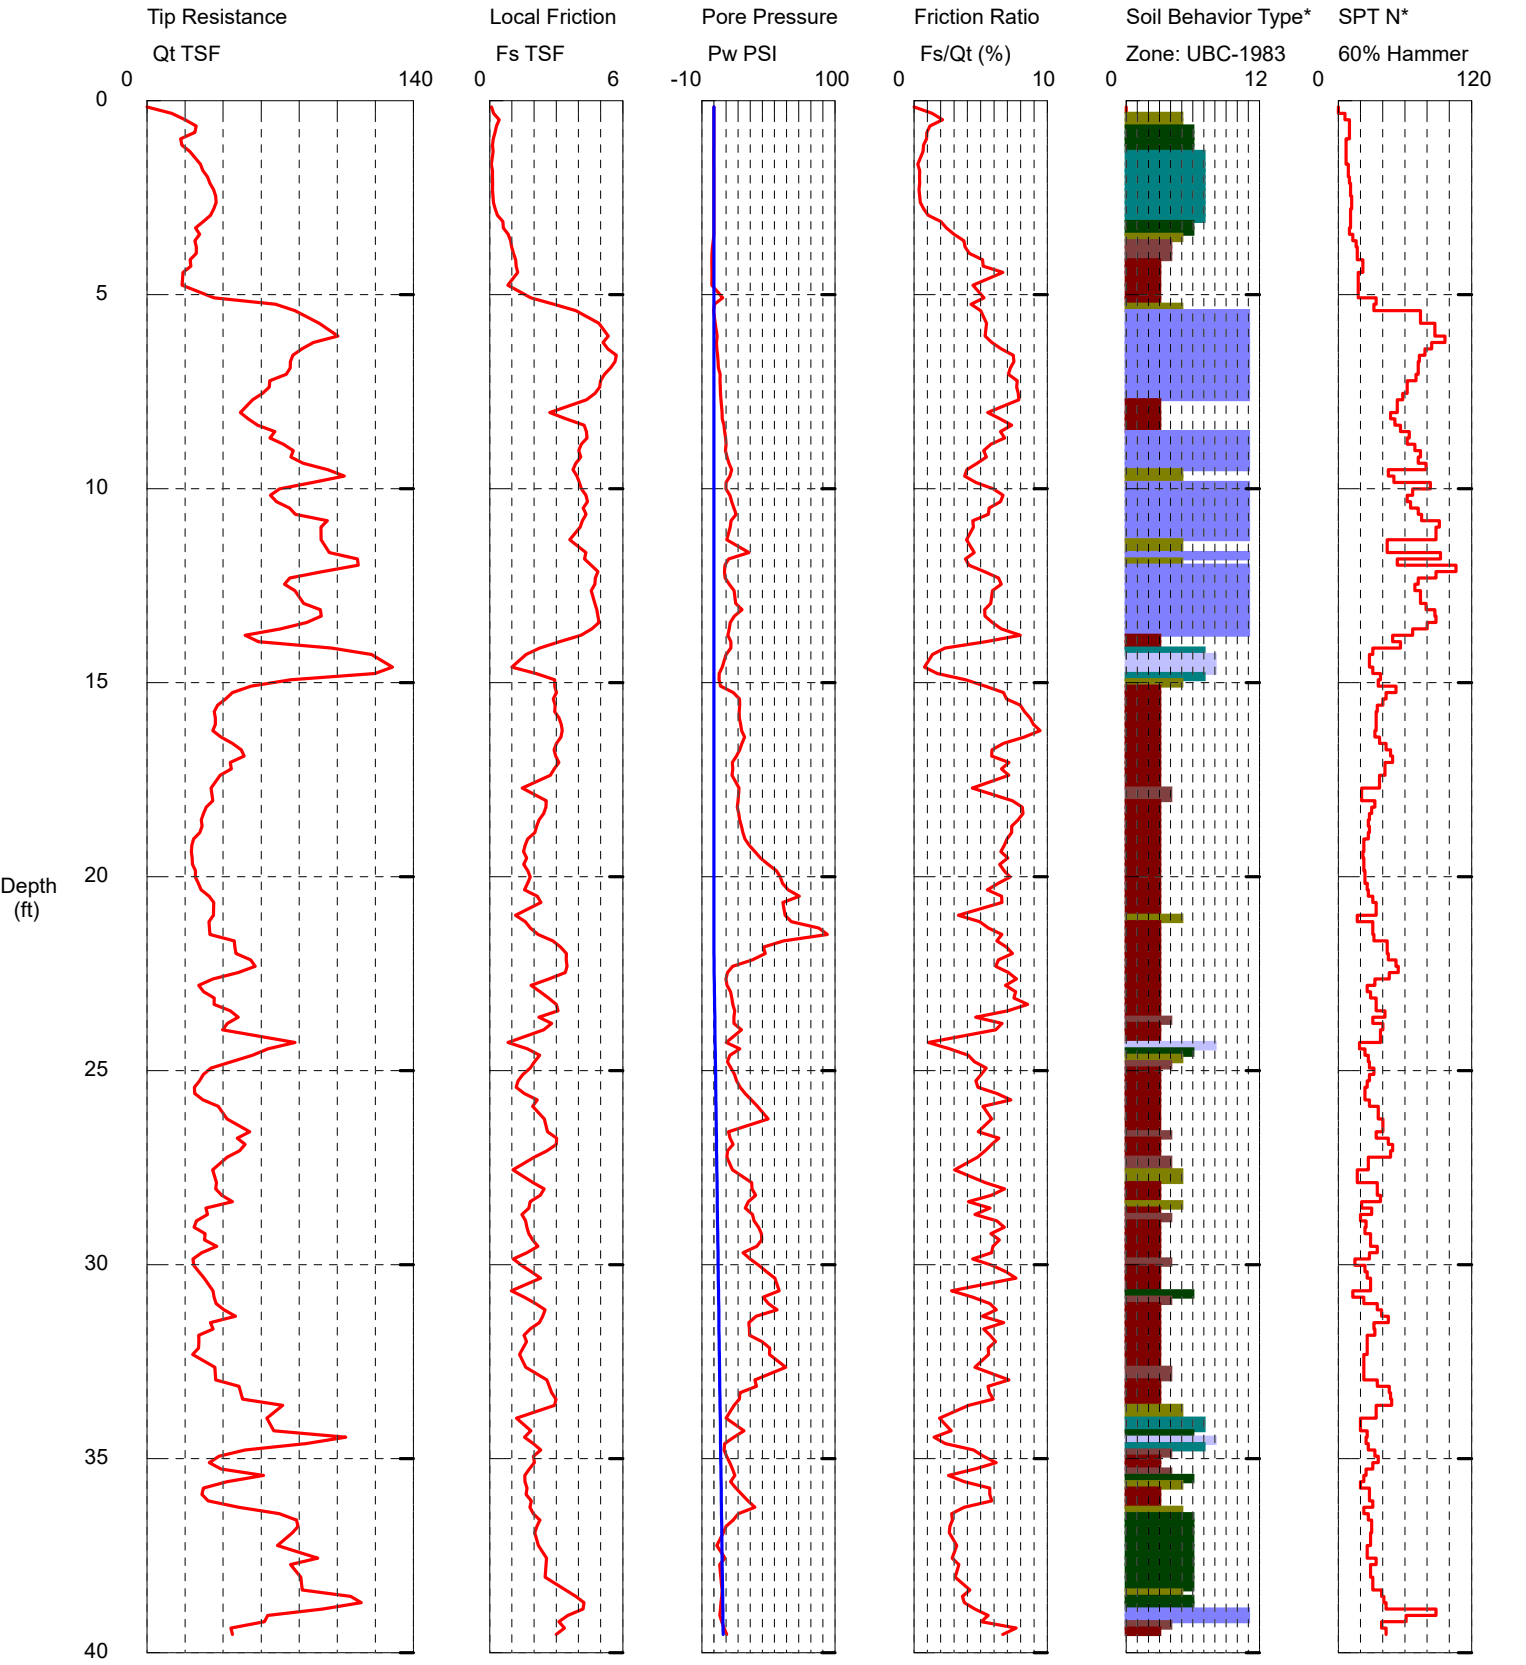 Tip Resistance Local Friction Pore Pressure Friction Ratio Soil Behavior Type* SPT N*
Qt TSF Fs TSF Pw PSI Fs/Qt (%) Zone: UBC-1983 60% Hammer
0 140 0 6 -10 100 0 10 0 12 0 120
0
5
10
15
20
Depth
(ft)
25
30
35
40